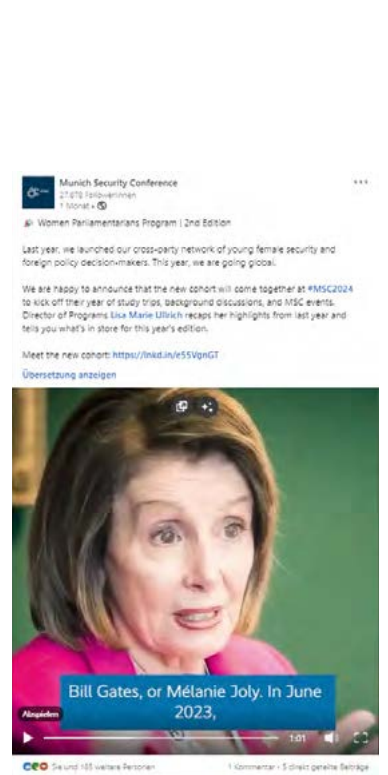 Munich Security Conference
27.878 Follower:innen
1 Monat •
Women Parliamentarians Program | 2nd Edition
Last year, we launched our cross-party network of young female security and
foreign policy decision-makers. This year, we are going global.
We are happy to announce that the new cohort will come together at #MSC2024
to kick off their year of study trips, background discussions, and MSC events.
Director of Programs Lisa Marie Ullrich recaps her highlights from last year and
tells you what's in store for this year's edition.
Meet the new cohort: https://lnkd.in/e55VgnGT
Übersetzung anzeigen
Bill Gates, or Mélanie Joly. In June
2023,
Abspielen
1:01
Sie und 165 weitere Personen
1 Kommentar • 5 direkt geteilte Beiträge